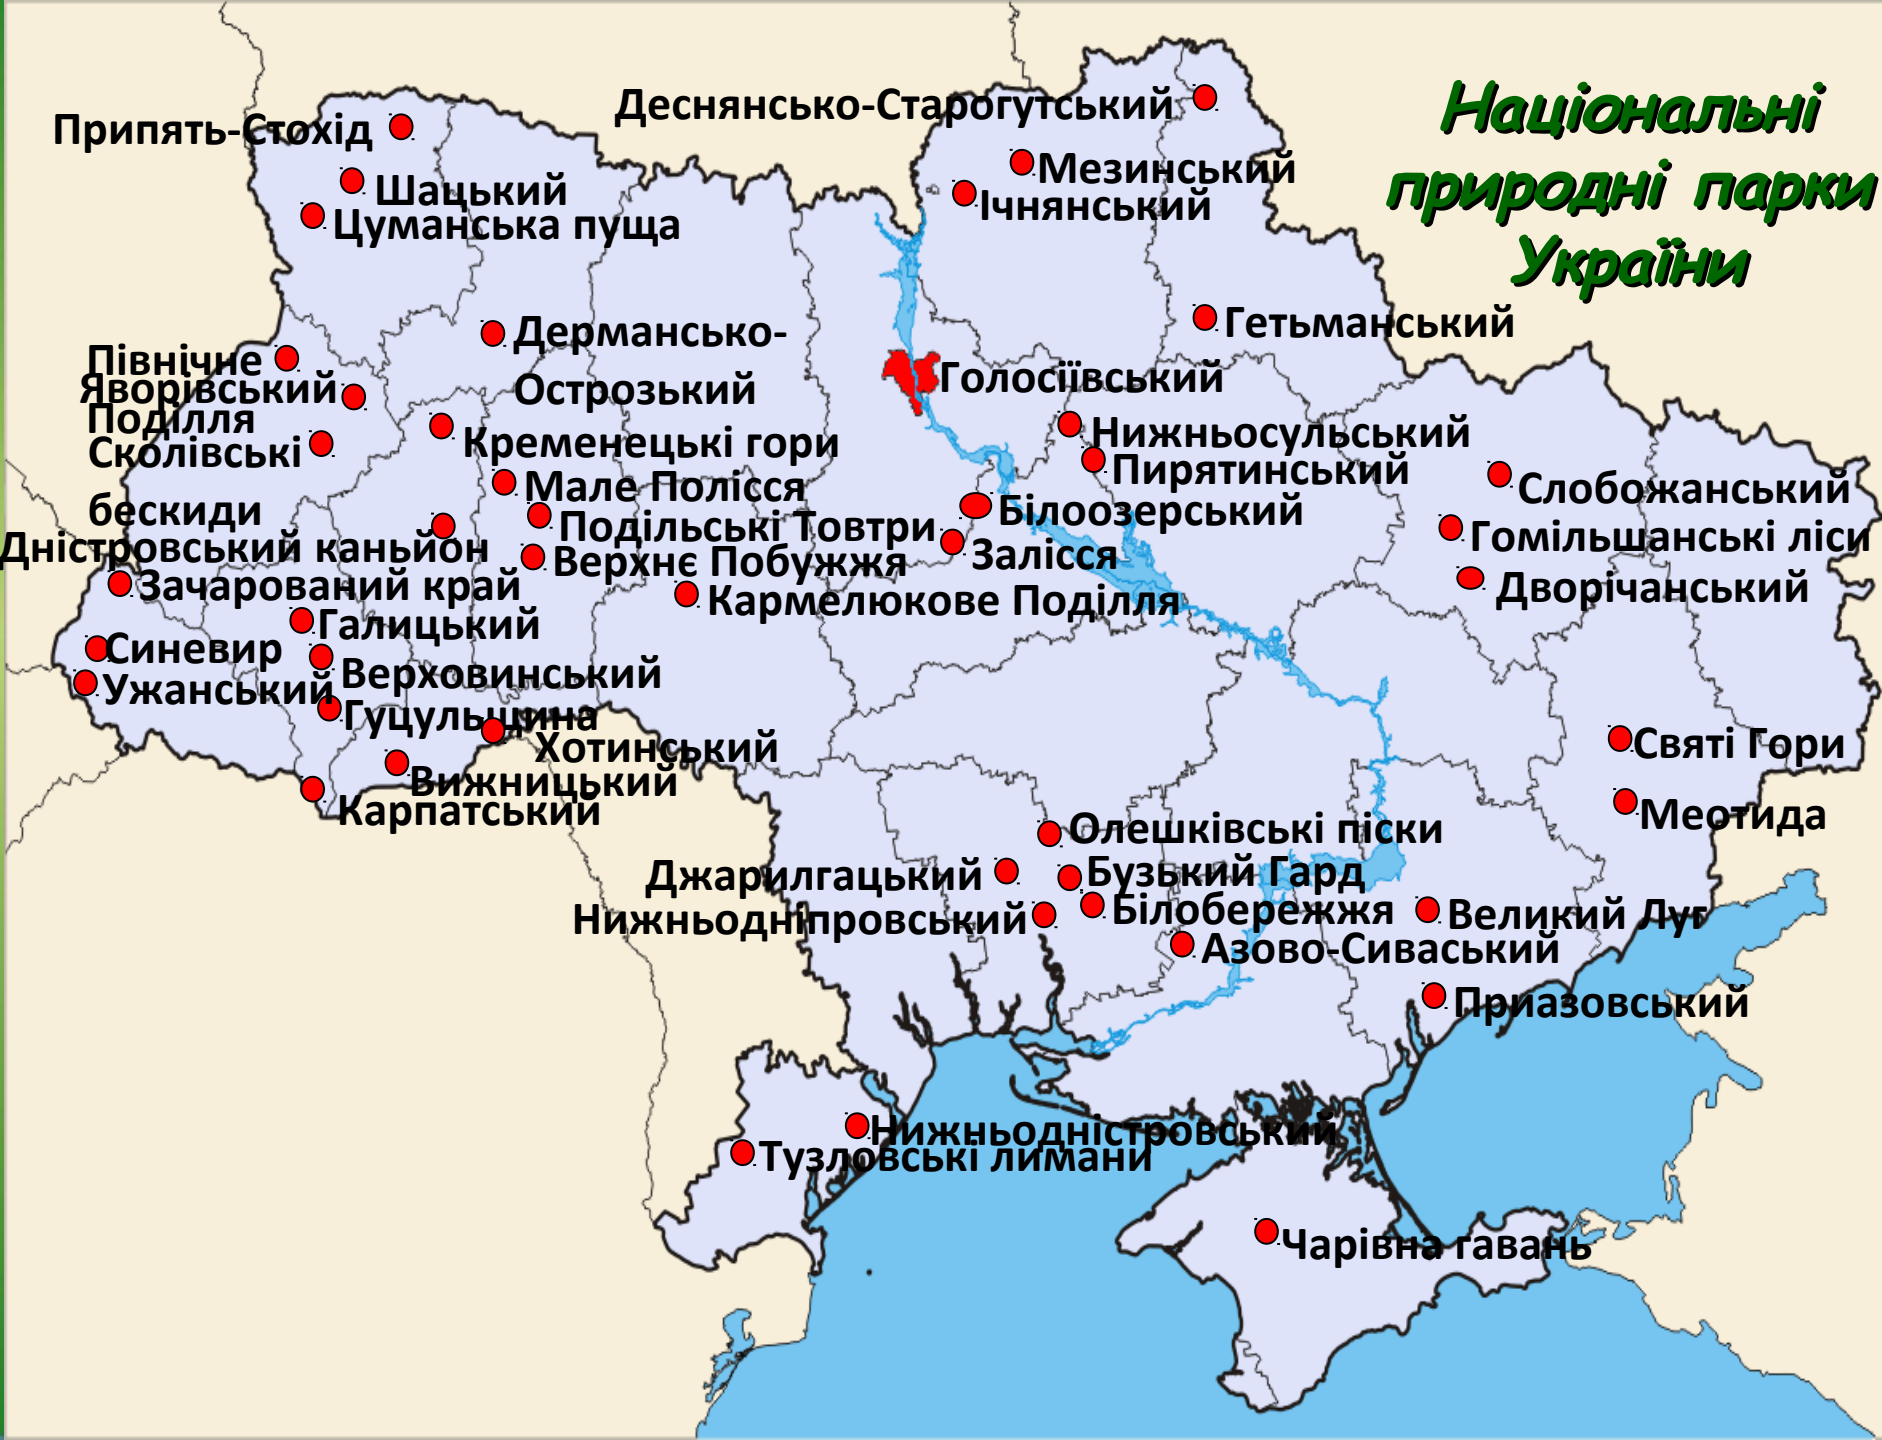 Національні
природні парки
України
Деснянсько-Старогутський
Припять-Стохід
Мезинський
Шацький
Ічнянський
Цуманська пуща
Гетьманський
Дермансько-
Острозький
Північне
Поділля
Яворівський
Голосіївський
Сколівські
бескиди
Кременецькі гори
Нижньосульський
Пирятинський
Мале Полісся
Слобожанський
Білоозерський
Подільські Товтри
Гомільшанські ліси
Дністровський каньйон
Залісся
Верхнє Побужжя
Зачарований край
Дворічанський
Кармелюкове Поділля
Галицький
Синевир
Верховинський
Ужанський
Гуцульщина
Хотинський
Святі Гори
Вижницький
Карпатський
Меотида
Олешківські піски
Джарилгацький
Бузький Гард
Білобережжя
Великий Луг
Нижньодніпровський
Азово-Сиваський
Приазовський
Нижньодністровський
Тузловські лимани
Чарівна гавань